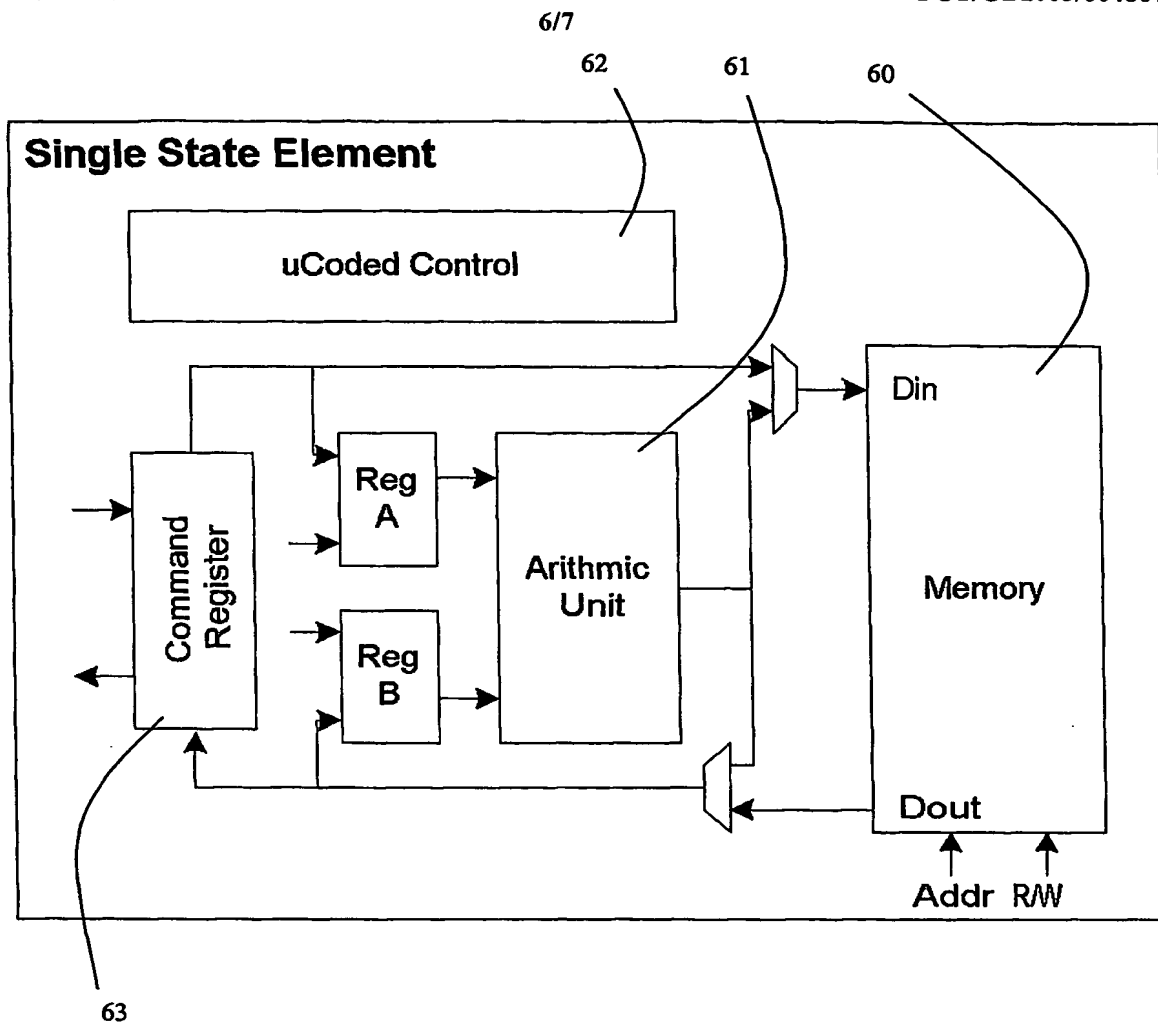 6/7
62
61
60
Single State Element
uCoded Control
Din
Reg
A
Command
Register
Arithmic
Unit
Memory
Reg
B
Dout
Addr R/W
63